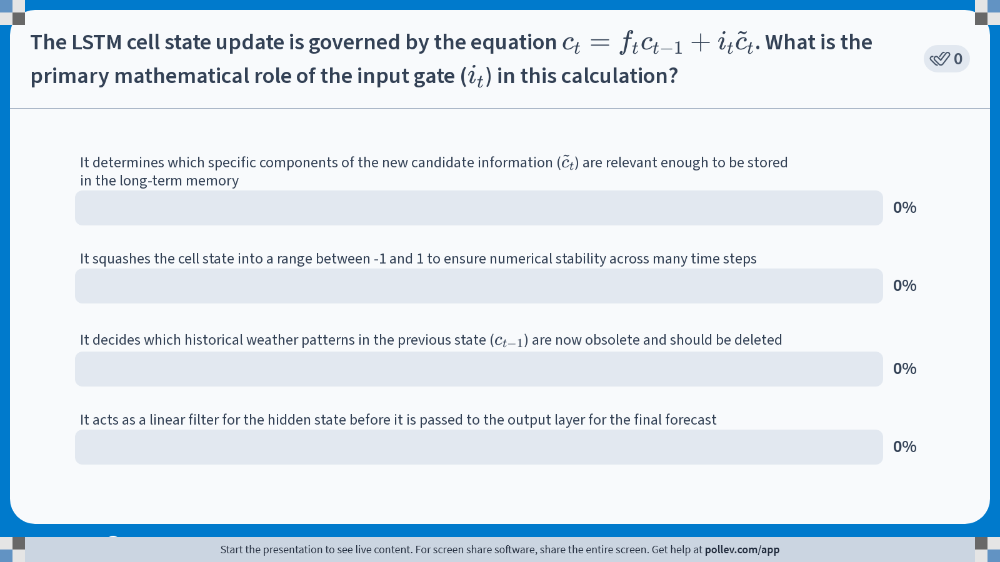 The LSTM cell state update is governed by the equation $c_t = f_t c_{t-1} + i_t \tilde{c}_t$. What is the
primary mathematical role of the input gate ($i_t$) in this calculation?
0
It determines which specific components of the new candidate information ($\tilde{c}_t$) are relevant enough to be stored
in the long-term memory
0%
It squashes the cell state into a range between -1 and 1 to ensure numerical stability across many time steps
0%
It decides which historical weather patterns in the previous state ($c_{t-1}$) are now obsolete and should be deleted
0%
It acts as a linear filter for the hidden state before it is passed to the output layer for the final forecast
0%
Start the presentation to see live content. For screen share software, share the entire screen. Get help at pollev.com/app